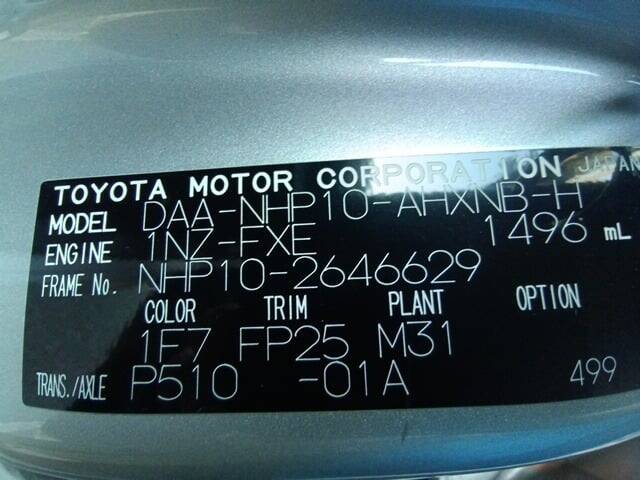 TOYOTA MOTOR CORPORATION JAPAN
MODEL DAA-NHP10-AHXNB-H
ENGINE 1NZ-FXE 1496 mL
FRAME No. NHP10-2646629
COLOR TRIM PLANT OPTION
1F7 FP25 M31
TRANS./AXLE P510 -01A 499